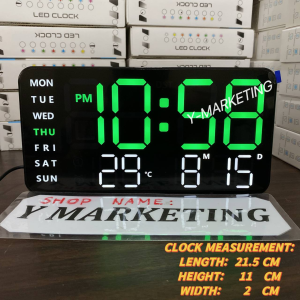 LED CLOCK
LED CLOCK
LED CLOCK
MON
TUE
WED
THU
FRI
SAT
SUN
PM 10:58
29 °C 8 M 15 D
Y-MARKETING
SHOP NAME:
Y MARKETING
CLOCK MEASUREMENT:
LENGTH: 21.5 CM
HEIGHT: 11 CM
WIDTH: 2 CM